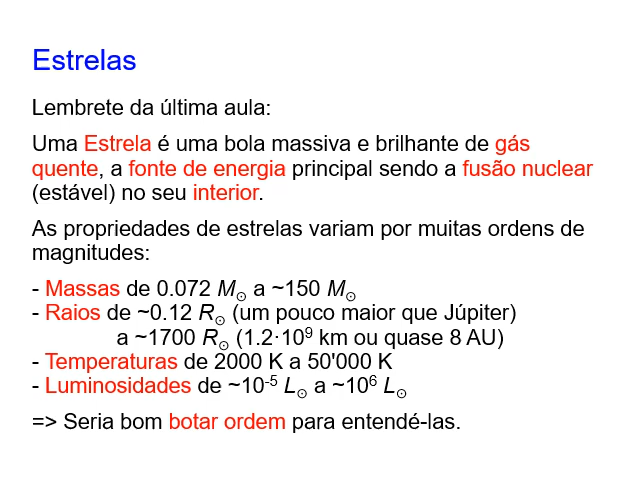 Estrelas
Lembrete da última aula:
Uma Estrela é uma bola massiva e brilhante de gás
quente, a fonte de energia principal sendo a fusão nuclear
(estável) no seu interior.
As propriedades de estrelas variam por muitas ordens de
magnitudes:
- Massas de 0.072 M☉ a ~150 M☉
- Raios de ~0.12 R☉ (um pouco maior que Júpiter)
a ~1700 R☉ (1.2·10⁹ km ou quase 8 AU)
- Temperaturas de 2000 K a 50'000 K
- Luminosidades de ~10⁻⁵ L☉ a ~10⁶ L☉
=> Seria bom botar ordem para entendé-las.